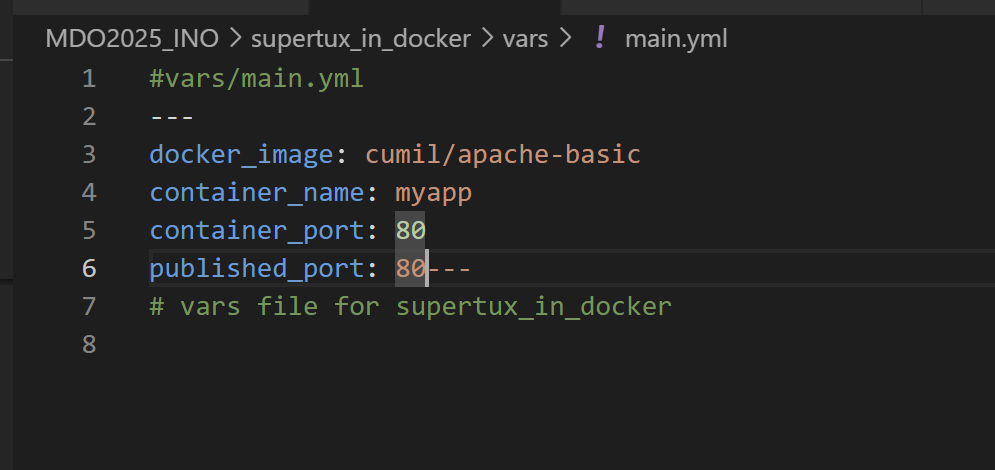 MDO2025_INO > supertux_in_docker > vars > ! main.yml
1 #vars/main.yml
2 ---
3 docker_image: cumil/apache-basic
4 container_name: myapp
5 container_port: 80
6 published_port: 80---
7 # vars file for supertux_in_docker
8